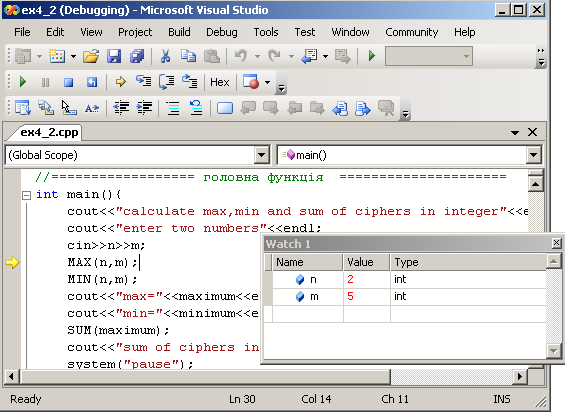 ex4_2 (Debugging) - Microsoft Visual Studio
File Edit View Project Build Debug Tools Test Window Community Help
Hex
ex4_2.cpp
(Global Scope) main()
//================== головна функція =====================
int main(){
cout<<"calculate max,min and sum of ciphers in integer"<<e
cout<<"enter two numbers"<<endl;
cin>>n>>m;
MAX(n,m);
MIN(n,m);
cout<<"max="<<maximum<<e
cout<<"min="<<minimum<<e
SUM(maximum);
cout<<"sum of ciphers in
system("pause");
Watch 1
Name Value Type
n 2 int
m 5 int
Ready Ln 30 Col 14 Ch 11 INS